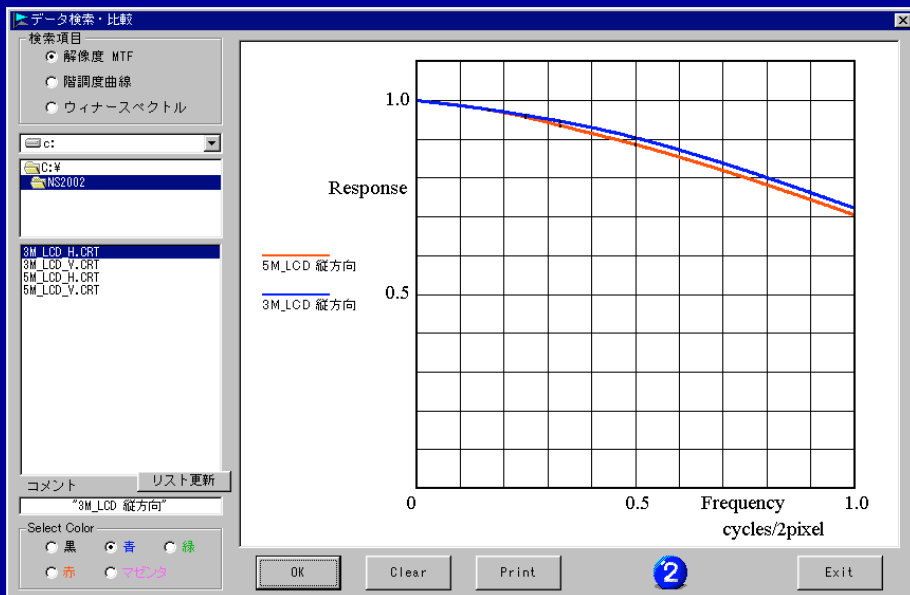 データ検索・比較
検索項目
解像度 MTF
階調度曲線
ウィナースペクトル
c:
C:¥
NS2002
3M_LCD_H.CRT
3M_LCD_V.CRT
5M_LCD_H.CRT
5M_LCD_V.CRT
コメント
リスト更新
"3M_LCD 縦方向"
Select Color
黒
青
緑
赤
マゼンタ
1.0
Response
5M_LCD 縦方向
3M_LCD 縦方向
0.5
0
0.5
Frequency
1.0
cycles/2pixel
OK
Clear
Print
2
Exit